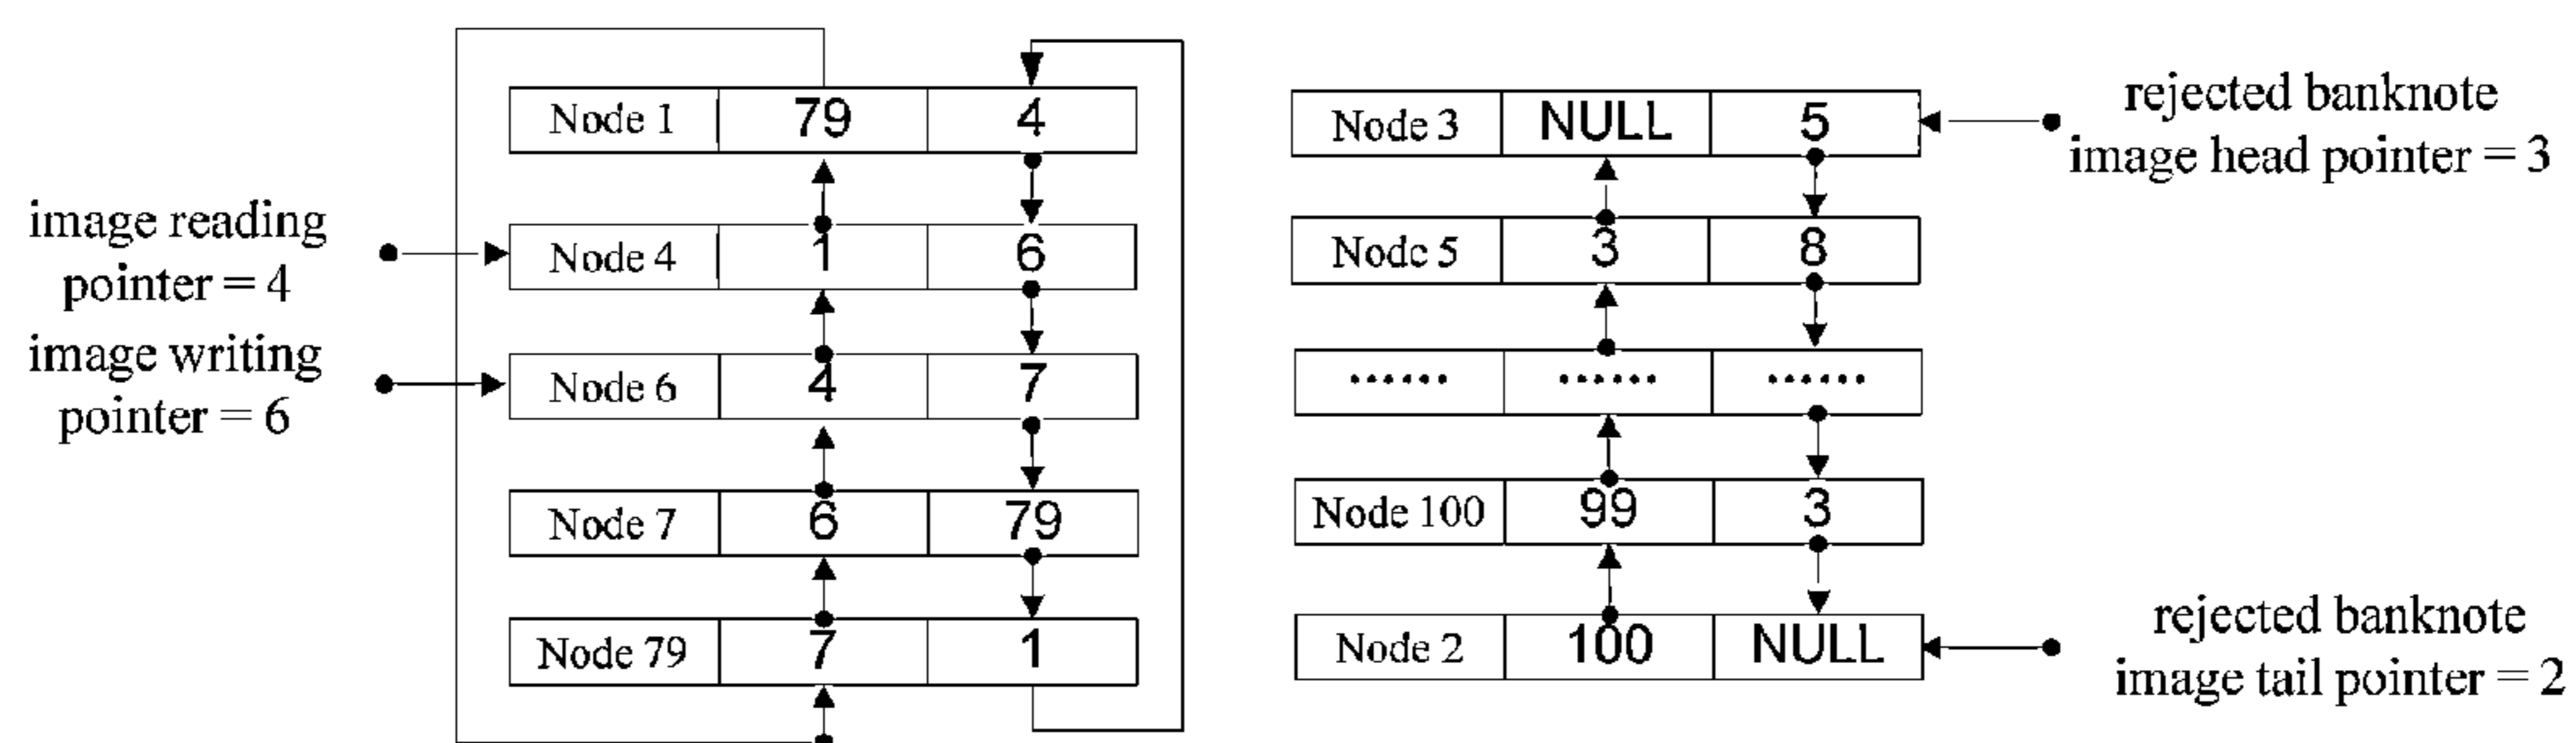 image reading
pointer = 4
image writing
pointer = 6
Node 1 79 4
Node 4 1 6
Node 6 4 7
Node 7 6 79
Node 79 7 1
Node 3 NULL 5
Node 5 3 8
...... ...... ......
Node 100 99 3
Node 2 100 NULL
rejected banknote
image head pointer = 3
rejected banknote
image tail pointer = 2